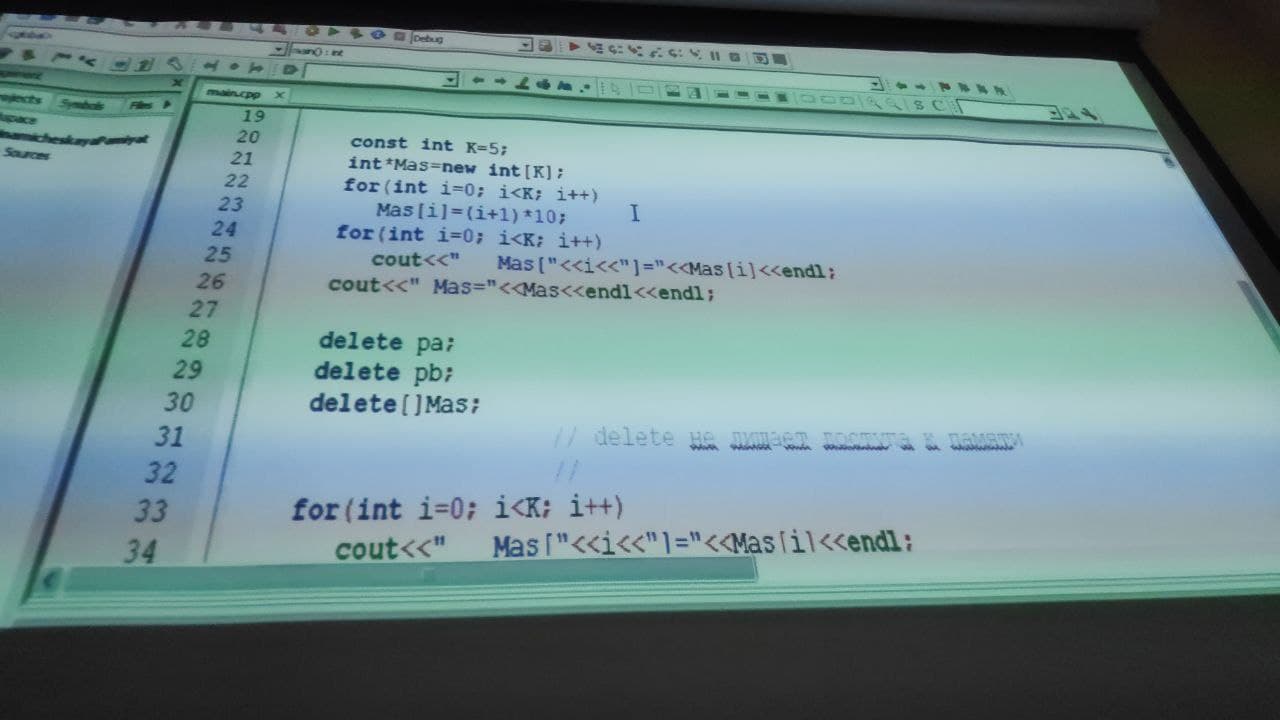 <global>
main() : int
Debug
Projects Symbols Files
main.cpp
Sources
19
20 const int K=5;
21 int*Mas=new int[K];
22 for(int i=0; i<K; i++)
23 Mas[i]=(i+1)*10;
24 for(int i=0; i<K; i++)
25 cout<<"   Mas["<<i<<"]="<<Mas[i]<<endl;
26 cout<<" Mas="<<Mas<<endl<<endl;
27
28 delete pa;
29 delete pb;
30 delete[]Mas;
31 // delete не лишает доступа к памяти
32 //
33 for(int i=0; i<K; i++)
34 cout<<"   Mas["<<i<<"]="<<Mas[i]<<endl;